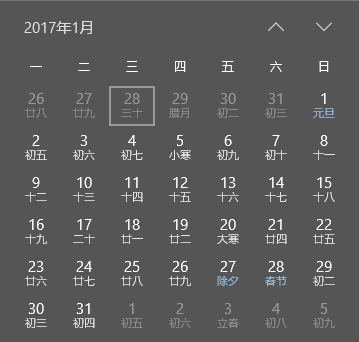 2017年1月
一 二 三 四 五 六 日
26 27 28 29 30 31 1
廿八 廿九 三十 腊月 初二 初三 元旦
2 3 4 5 6 7 8
初五 初六 初七 小寒 初九 初十 十一
9 10 11 12 13 14 15
十二 十三 十四 十五 十六 十七 十八
16 17 18 19 20 21 22
十九 二十 廿一 廿二 大寒 廿四 廿五
23 24 25 26 27 28 29
廿六 廿七 廿八 廿九 除夕 春节 初二
30 31 1 2 3 4 5
初三 初四 初五 初六 立春 初八 初九